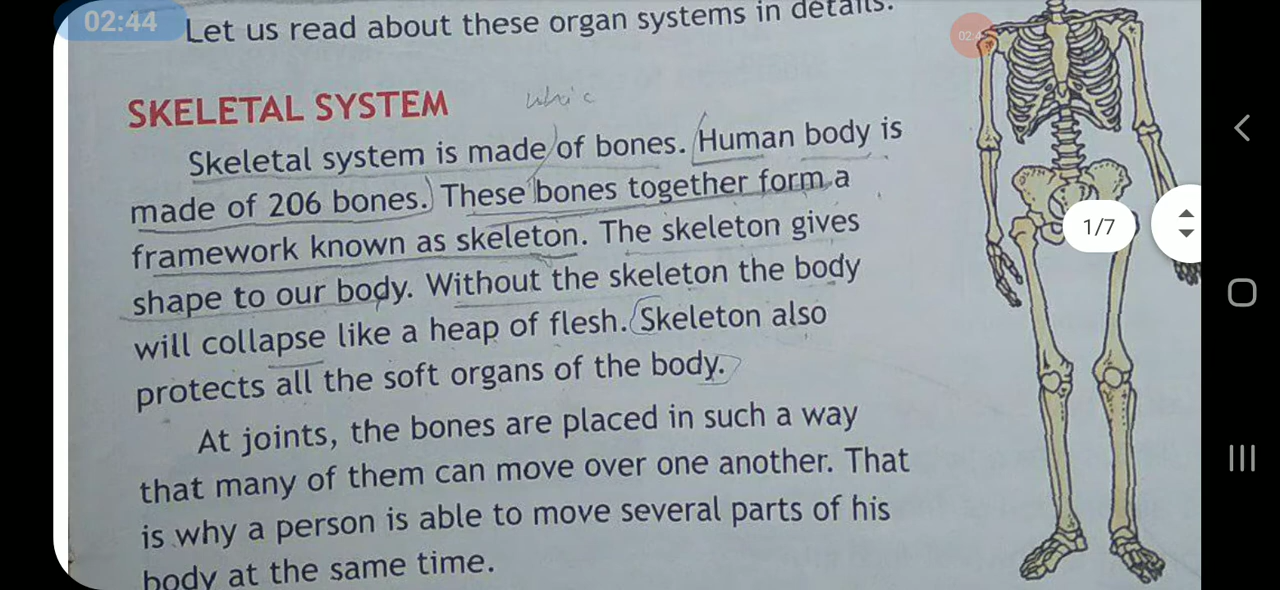 02:44
Let us read about these organ systems in details.
02:4
SKELETAL SYSTEM
Skeletal system is made of bones. Human body is
made of 206 bones. These bones together form a
framework known as skeleton. The skeleton gives
shape to our body. Without the skeleton the body
will collapse like a heap of flesh. Skeleton also
protects all the soft organs of the body.
1/7
At joints, the bones are placed in such a way
that many of them can move over one another. That
is why a person is able to move several parts of his
body at the same time.